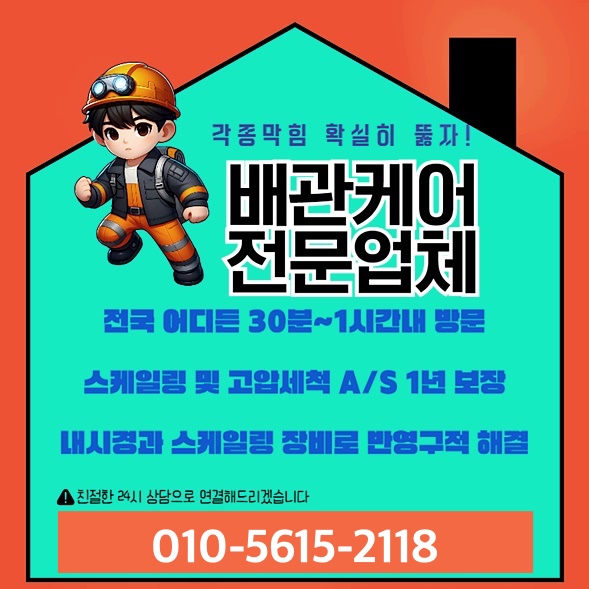 각종막힘 확실히 뚫자!
배관케어
전문업체
전국 어디든 30분~1시간내 방문
스케일링 및 고압세척 A/S 1년 보장
내시경과 스케일링 장비로 반영구적 해결
친절한 24시 상담으로 연결해드리겠습니다
010-5615-2118